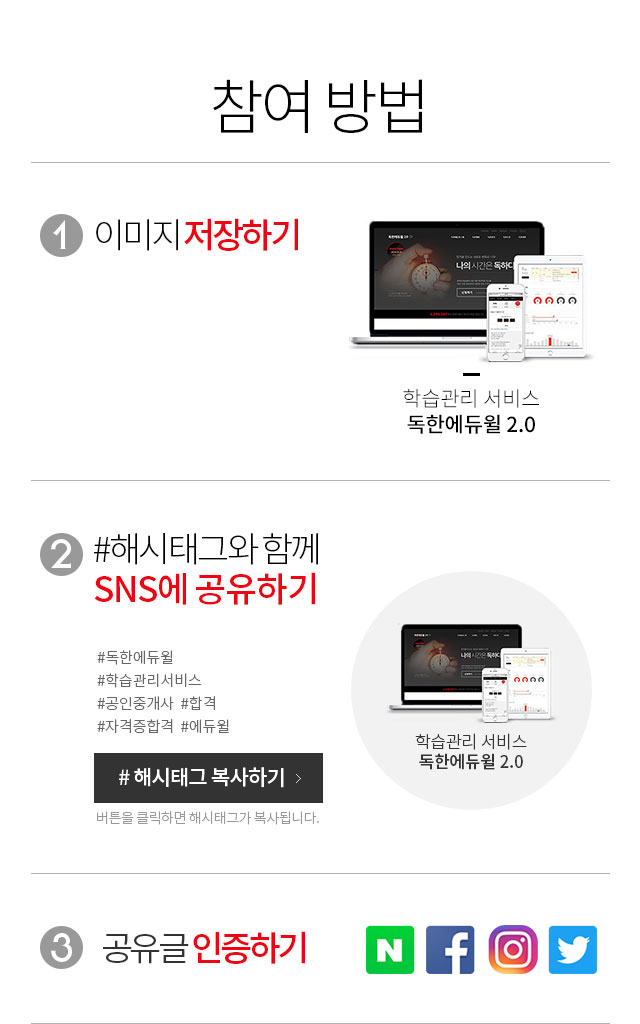 참여 방법
1 이미지 저장하기
나의 시간은 독하다
학습관리 서비스
독한에듀윌 2.0
2 #해시태그와 함께
SNS에 공유하기
#독한에듀윌
#학습관리서비스
#공인중개사 #합격
#자격증합격 #에듀윌
# 해시태그 복사하기 >
버튼을 클릭하면 해시태그가 복사됩니다.
나의 시간은 독하다
학습관리 서비스
독한에듀윌 2.0
3 공유글 인증하기
N